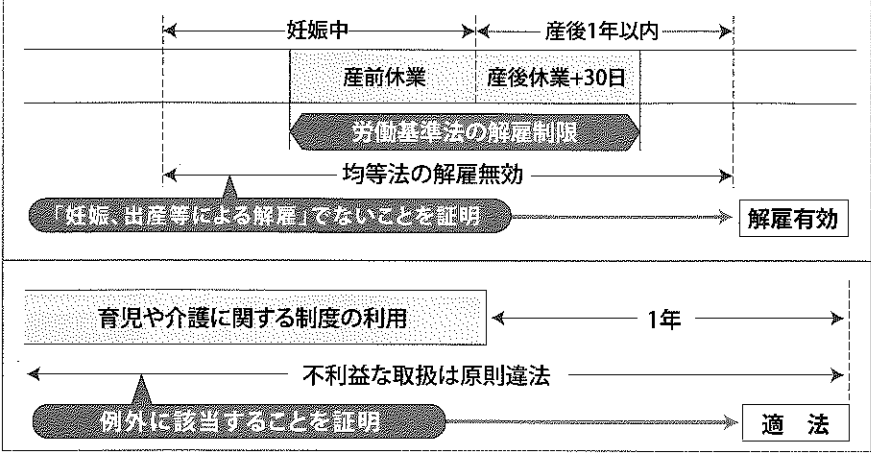 妊娠中
産後1年以内
産前休業
産後休業+30日
労働基準法の解雇制限
均等法の解雇無効
「妊娠、出産等による解雇」でないことを証明
解雇有効
育児や介護に関する制度の利用
1年
不利益な取扱は原則違法
例外に該当することを証明
適 法